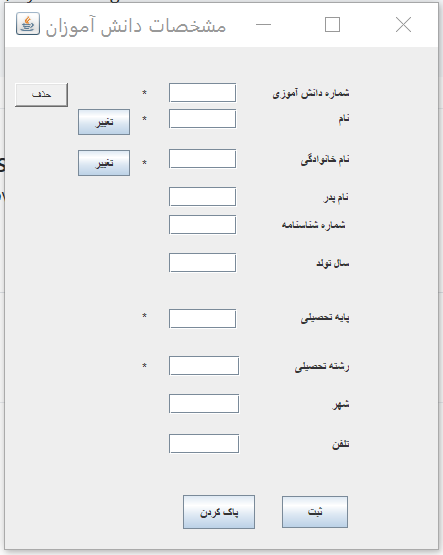 مشخصات دانش آموزان
شماره دانش آموزی * حذف
نام * تغییر
نام خانوادگی * تغییر
نام پدر
شماره شناسنامه
سال تولد
پایه تحصیلی *
رشته تحصیلی *
شهر
تلفن
ثبت پاک کردن